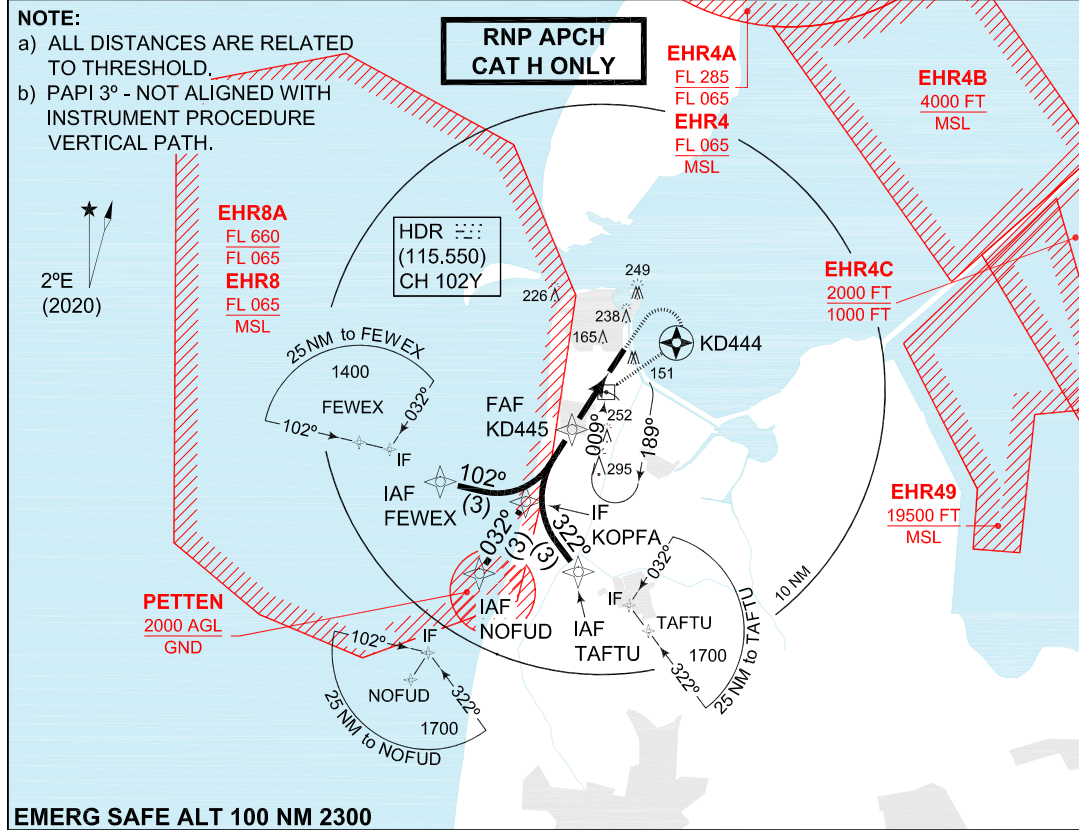 NOTE:
a) ALL DISTANCES ARE RELATED
TO THRESHOLD.
b) PAPI 3º - NOT ALIGNED WITH
INSTRUMENT PROCEDURE
VERTICAL PATH.
RNP APCH
CAT H ONLY
EHR4A
FL 285
FL 065
EHR4
FL 065
MSL
EHR4B
4000 FT
MSL
2ºE
(2020)
EHR8A
FL 660
FL 065
EHR8
FL 065
MSL
HDR
(115.550)
CH 102Y
EHR4C
2000 FT
1000 FT
226
249
238
165
151
KD444
25 NM to FEWEX
1400
FEWEX
102º
032º
IF
FAF
KD445
252
295
009º
189º
102º
(3)
IAF
FEWEX
032º
(3)
322º
(3)
IF
KOPFA
EHR49
19500 FT
MSL
10 NM
PETTEN
2000 AGL
GND
IAF
NOFUD
IAF
TAFTU
032º
IF
TAFTU
1700
322º
25 NM to TAFTU
102º
IF
NOFUD
322º
1700
25 NM to NOFUD
EMERG SAFE ALT 100 NM 2300